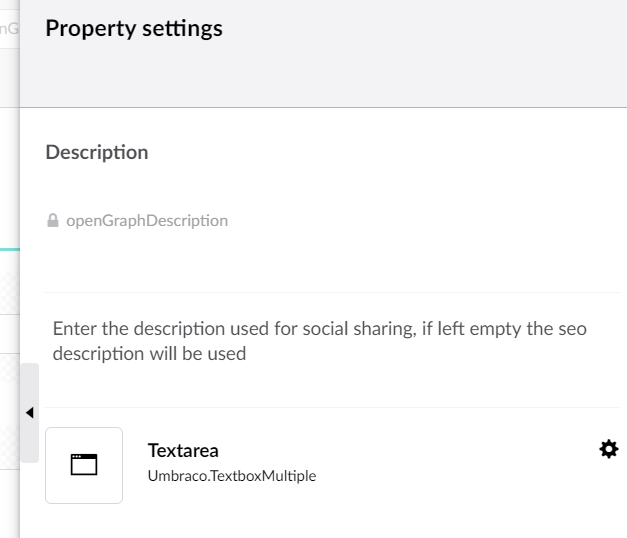 nG
Property settings
Description
openGraphDescription
Enter the description used for social sharing, if left empty the seo
description will be used
Textarea
Umbraco.TextboxMultiple